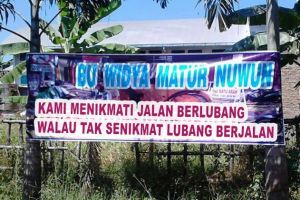 BU WIDYA MATUR NUWUN
KAMI MENIKMATI JALAN BERLUBANG
WALAU TAK SENIKMAT LUBANG BERJALAN